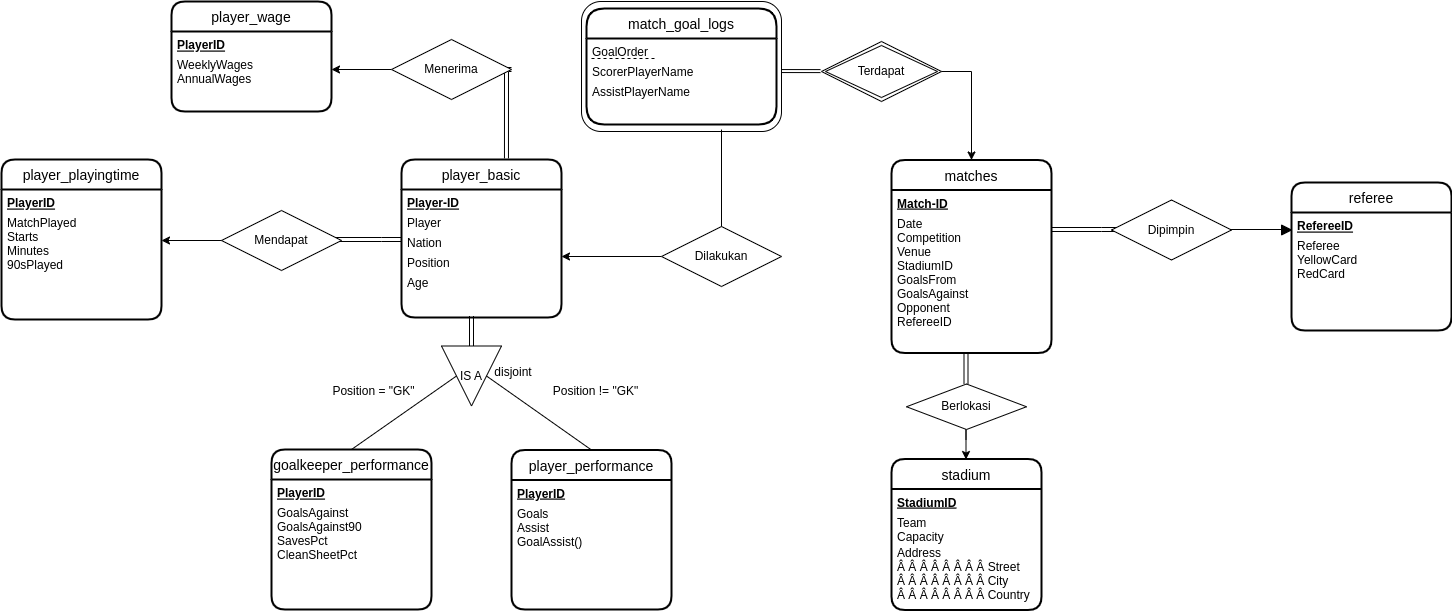 player_wage
PlayerID
WeeklyWages
AnnualWages
Menerima
match_goal_logs
GoalOrder
ScorerPlayerName
AssistPlayerName
Terdapat
player_playingtime
PlayerID
MatchPlayed
Starts
Minutes
90sPlayed
Mendapat
player_basic
Player-ID
Player
Nation
Position
Age
Dilakukan
matches
Match-ID
Date
Competition
Venue
StadiumID
GoalsFrom
GoalsAgainst
Opponent
RefereeID
Dipimpin
referee
RefereeID
Referee
YellowCard
RedCard
IS A
disjoint
Position = "GK"
Position != "GK"
Berlokasi
goalkeeper_performance
PlayerID
GoalsAgainst
GoalsAgainst90
SavesPct
CleanSheetPct
player_performance
PlayerID
Goals
Assist
GoalAssist()
stadium
StadiumID
Team
Capacity
Address
Â Â Â Â Â Â Â Â Street
Â Â Â Â Â Â Â Â City
Â Â Â Â Â Â Â Â Country